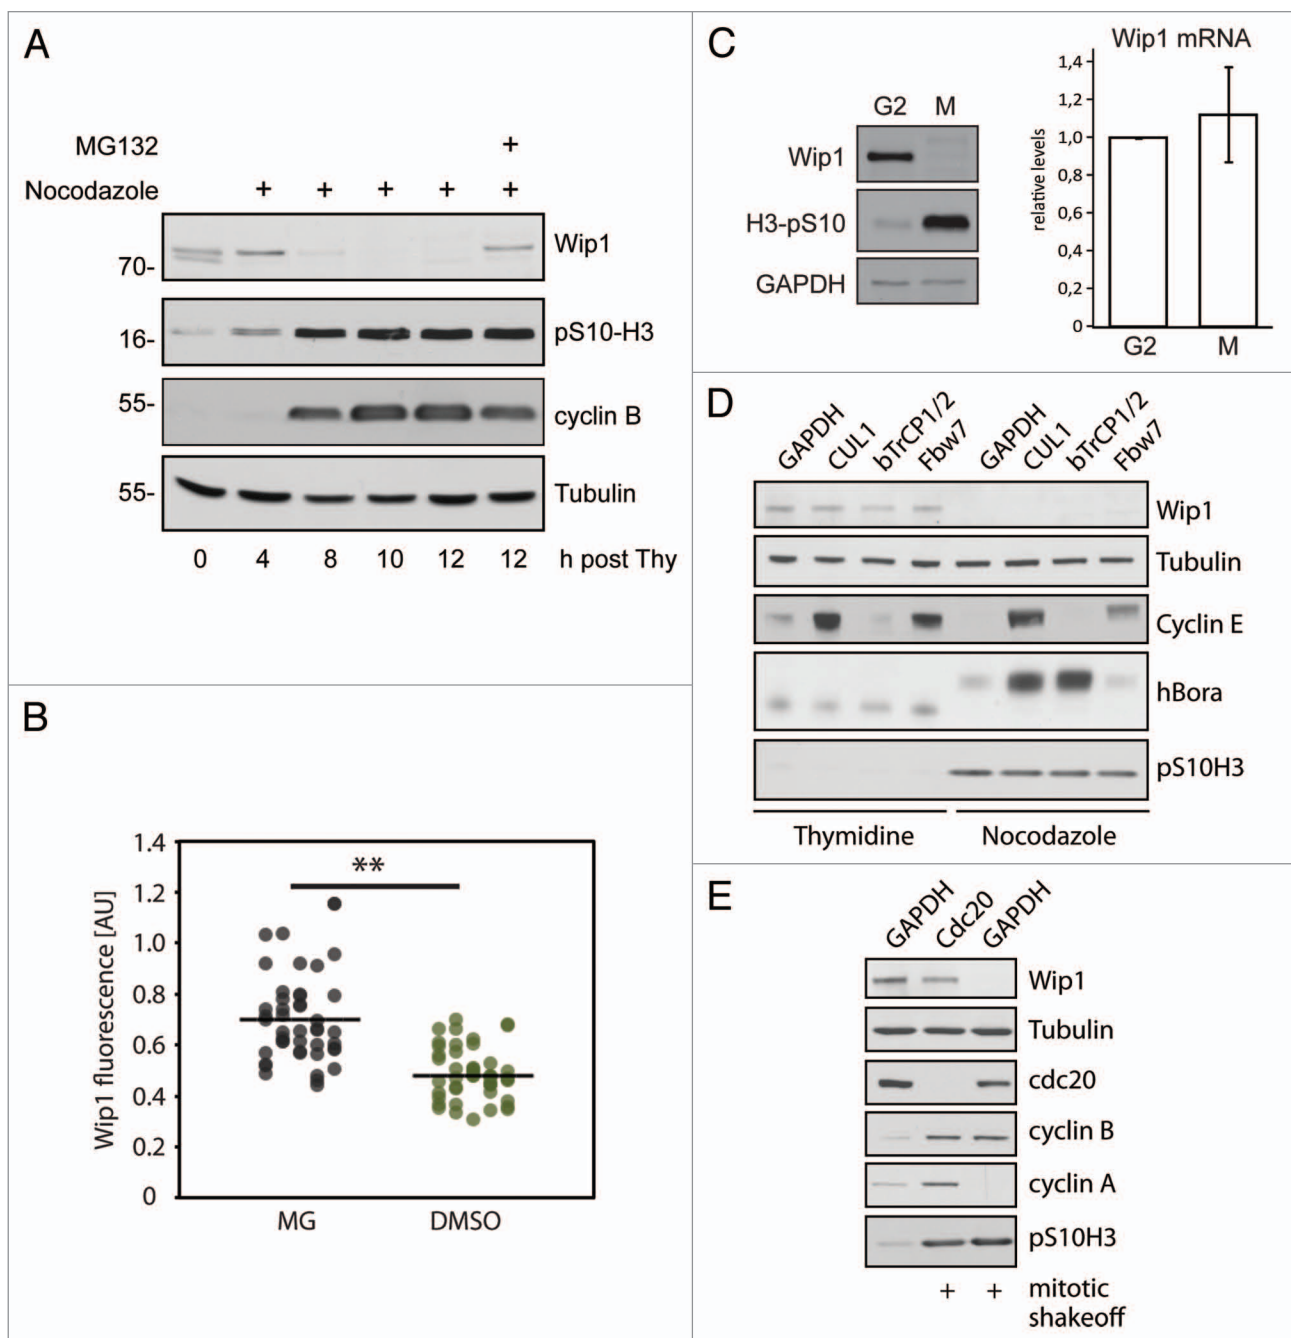 A
MG132 +
Nocodazole + + + + +
Wip1
70-
pS10-H3
16-
55-
cyclin B
55-
Tubulin
0 4 8 10 12 12 h post Thy
B
1.4
1.2
1.0
0.8
0.6
0.4
0.2
0
Wip1 fluorescence [AU]
**
MG DMSO
C
G2 M
Wip1
H3-pS10
GAPDH
Wip1 mRNA
1,4
1,2
1,0
0,8
0,6
0,4
0,2
0
relative levels
G2 M
D
GAPDH CUL1 bTrCP1/2 Fbw7 GAPDH CUL1 bTrCP1/2 Fbw7
Wip1
Tubulin
Cyclin E
hBora
pS10H3
Thymidine Nocodazole
E
GAPDH Cdc20 GAPDH
Wip1
Tubulin
cdc20
cyclin B
cyclin A
pS10H3
+ + mitotic
shakeoff